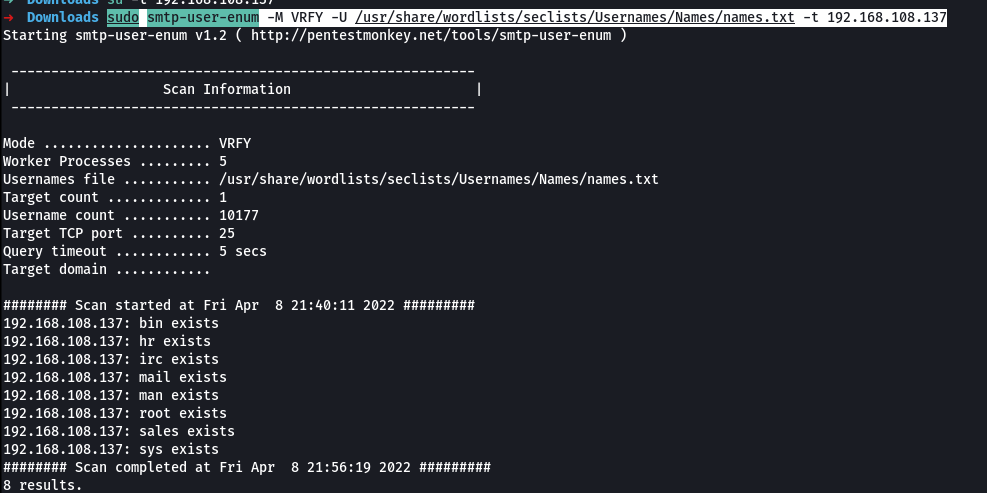 → Downloads sudo smtp-user-enum -M VRFY -U /usr/share/wordlists/seclists/Usernames/Names/names.txt -t 192.168.108.137
Starting smtp-user-enum v1.2 ( http://pentestmonkey.net/tools/smtp-user-enum )
----------------------------------------------------------
| Scan Information |
----------------------------------------------------------
Mode ..................... VRFY
Worker Processes ......... 5
Usernames file ........... /usr/share/wordlists/seclists/Usernames/Names/names.txt
Target count ............. 1
Username count ........... 10177
Target TCP port .......... 25
Query timeout ............ 5 secs
Target domain ............
######## Scan started at Fri Apr  8 21:40:11 2022 #########
192.168.108.137: bin exists
192.168.108.137: hr exists
192.168.108.137: irc exists
192.168.108.137: mail exists
192.168.108.137: man exists
192.168.108.137: root exists
192.168.108.137: sales exists
192.168.108.137: sys exists
######## Scan completed at Fri Apr  8 21:56:19 2022 #########
8 results.